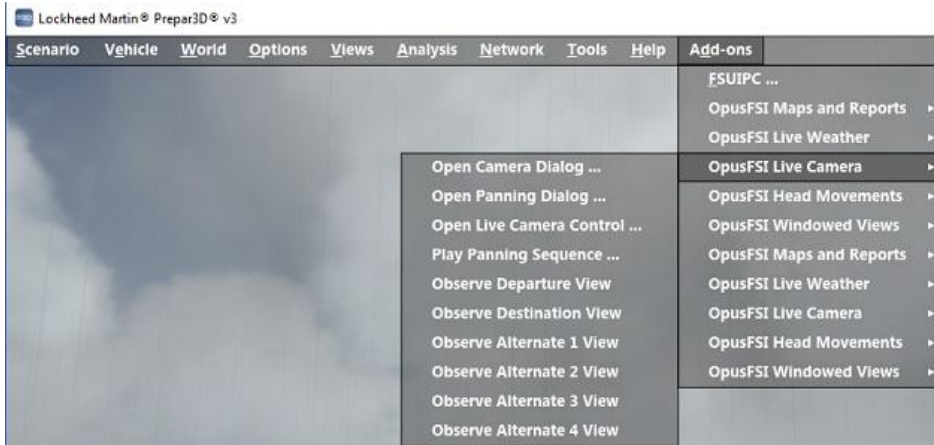 P3D Lockheed Martin® Prepar3D® v3
Scenario Vehicle World Options Views Analysis Network Tools Help Add-ons
FSUIPC ...
OpusFSI Maps and Reports
OpusFSI Live Weather
OpusFSI Live Camera
OpusFSI Head Movements
OpusFSI Windowed Views
OpusFSI Maps and Reports
OpusFSI Live Weather
OpusFSI Live Camera
OpusFSI Head Movements
OpusFSI Windowed Views
Open Camera Dialog ...
Open Panning Dialog ...
Open Live Camera Control ...
Play Panning Sequence ...
Observe Departure View
Observe Destination View
Observe Alternate 1 View
Observe Alternate 2 View
Observe Alternate 3 View
Observe Alternate 4 View